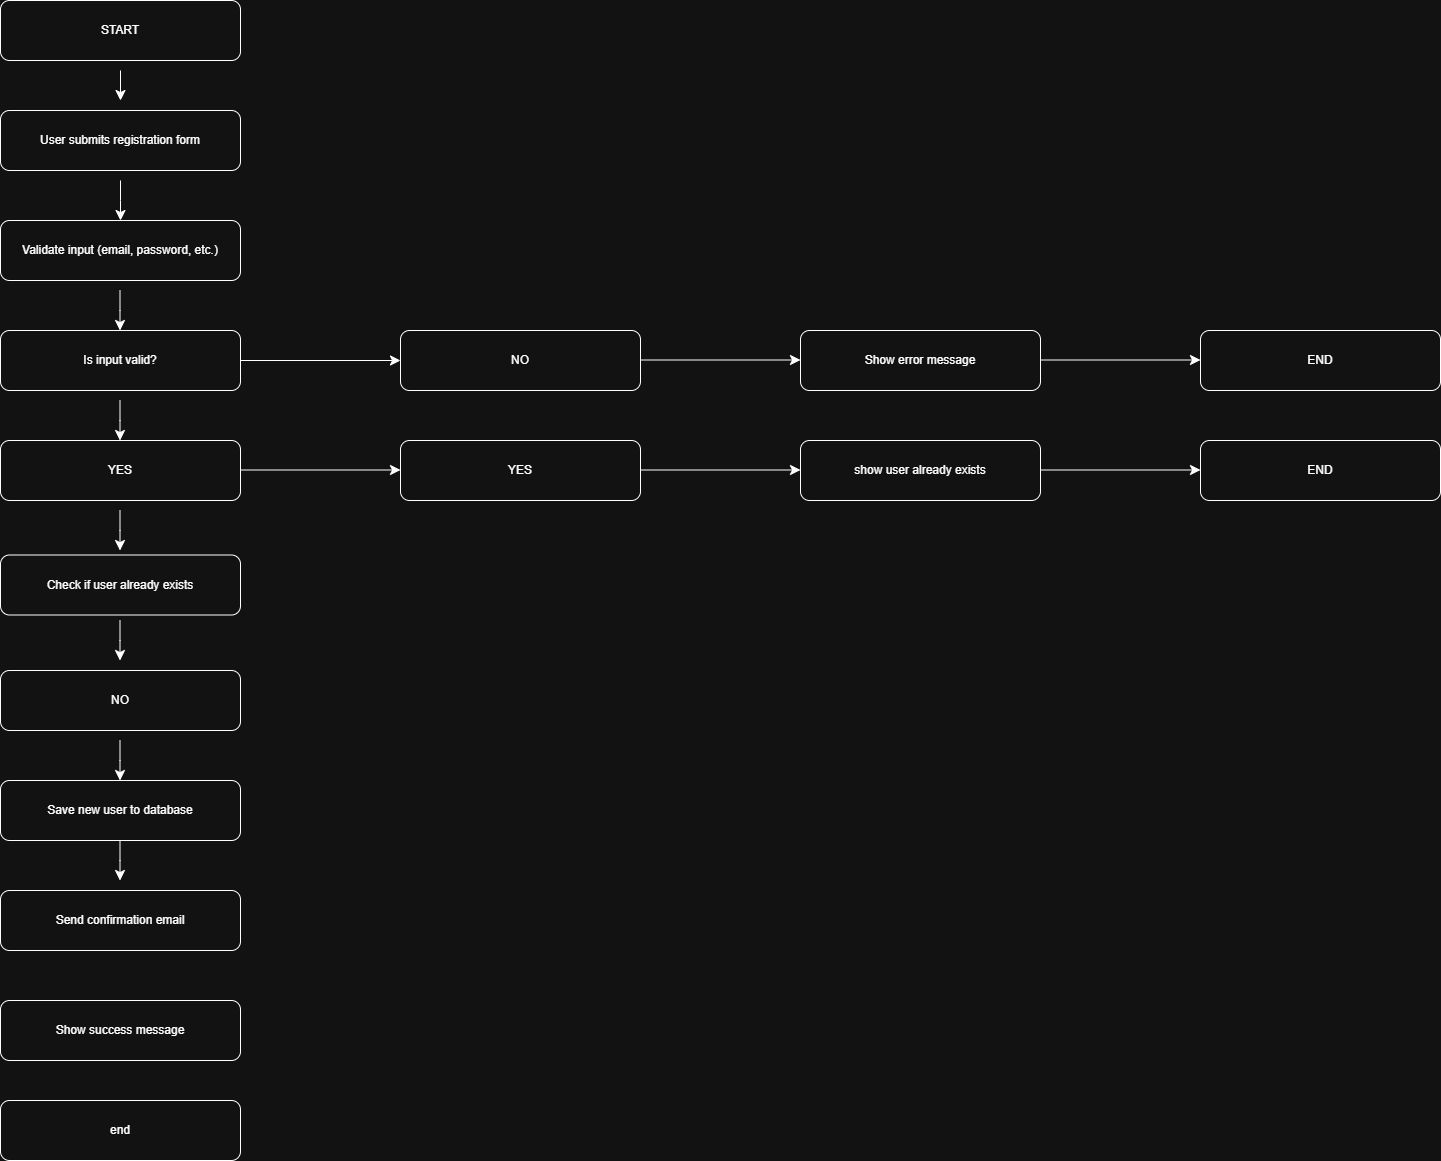 START
User submits registration form
Validate input (email, password, etc.)
Is input valid?
NO
Show error message
END
YES
YES
show user already exists
END
Check if user already exists
NO
Save new user to database
Send confirmation email
Show success message
end